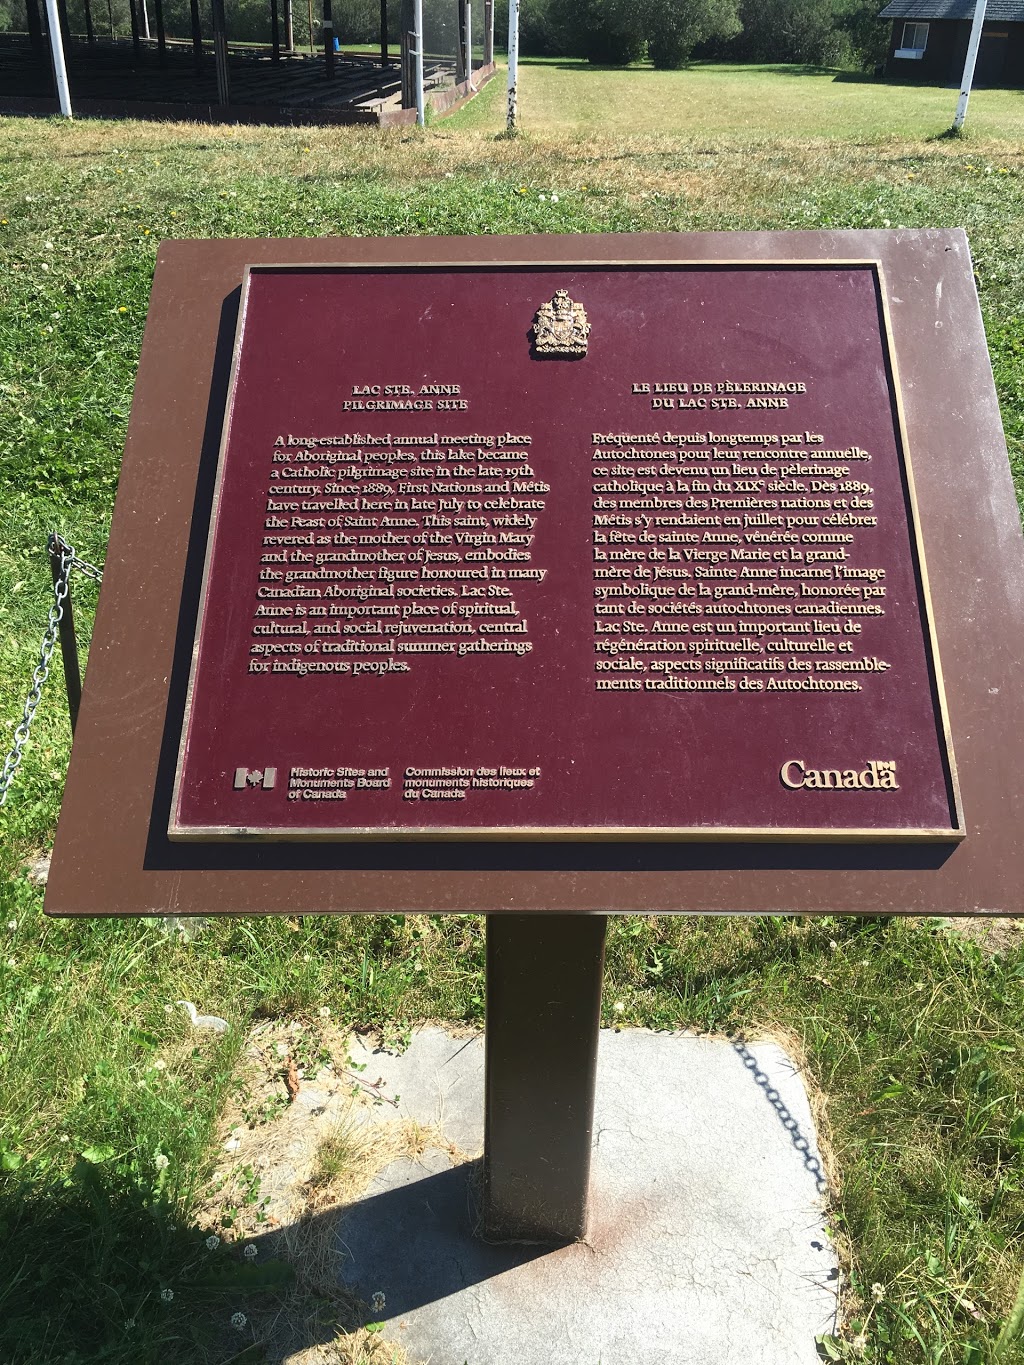 LAC STE. ANNE
PILGRIMAGE SITE
A long-established annual meeting place
for Aboriginal peoples, this lake became
a Catholic pilgrimage site in the late 19th
century. Since 1889, First Nations and Métis
have travelled here in late July to celebrate
the Feast of Saint Anne. This saint, widely
revered as the mother of the Virgin Mary
and the grandmother of Jesus, embodies
the grandmother figure honoured in many
Canadian Aboriginal societies. Lac Ste.
Anne is an important place of spiritual,
cultural, and social rejuvenation, central
aspects of traditional summer gatherings
for indigenous peoples.
LE LIEU DE PÈLERINAGE
DU LAC STE. ANNE
Fréquenté depuis longtemps par les
Autochtones pour leur rencontre annuelle,
ce site est devenu un lieu de pèlerinage
catholique à la fin du XIXe siècle. Dès 1889,
des membres des Premières nations et des
Métis s'y rendaient en juillet pour célébrer
la fête de sainte Anne, vénérée comme
la mère de la Vierge Marie et la grand-
mère de Jésus. Sainte Anne incarne l'image
symbolique de la grand-mère, honorée par
tant de sociétés autochtones canadiennes.
Lac Ste. Anne est un important lieu de
régénération spirituelle, culturelle et
sociale, aspects significatifs des rassemble-
ments traditionnels des Autochtones.
Historic Sites and
Monuments Board
of Canada
Commission des lieux et
monuments historiques
du Canada
Canada